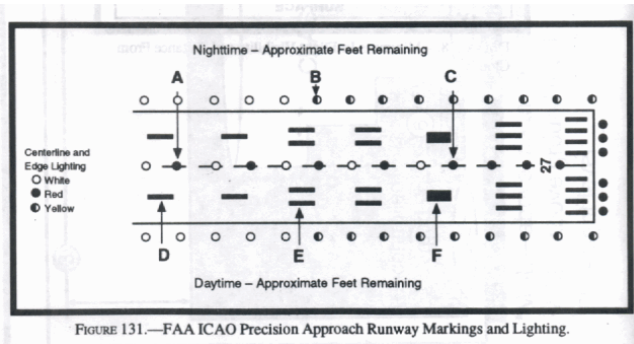 Nighttime – Approximate Feet Remaining
A
B
C
Centerline and
Edge Lighting
White
Red
Yellow
27
D
E
F
Daytime – Approximate Feet Remaining
FIGURE 131.—FAA ICAO Precision Approach Runway Markings and Lighting.